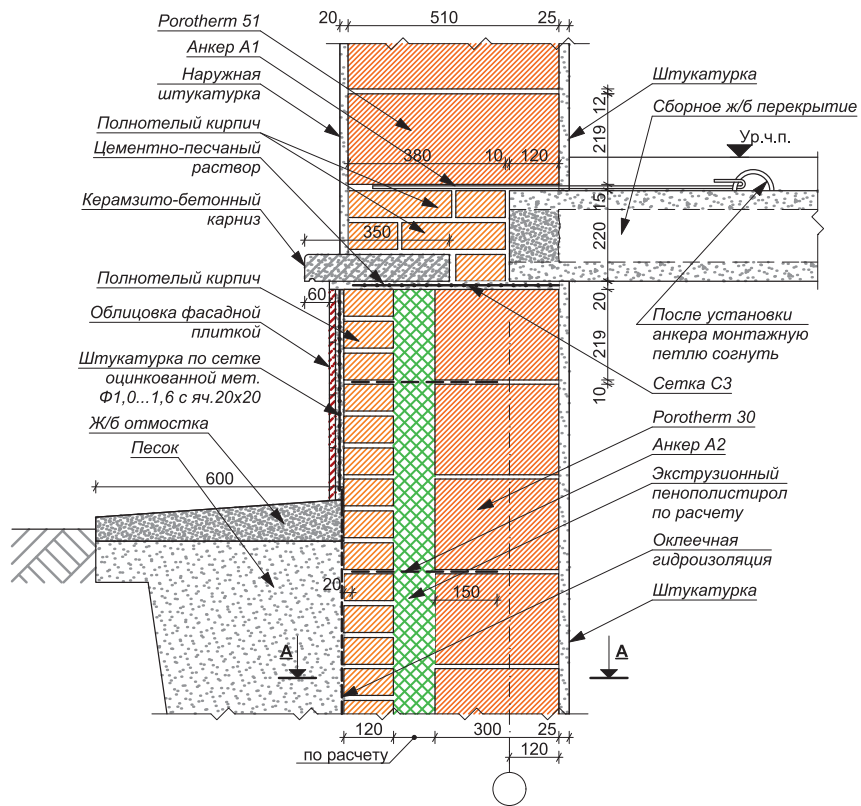 20
510
25
Porotherm 51
Анкер А1
Наружная
штукатурка
Полнотелый кирпич
Цементно-песчаный
раствор
Керамзито-бетонный
карниз
Полнотелый кирпич
Облицовка фасадной
плиткой
Штукатурка по сетке
оцинкованной мет.
Ф1,0...1,6 с яч.20х20
Ж/б отмостка
Песок
600
380
10
120
350
60
20
150
Штукатурка
Сборное ж/б перекрытие
Ур.ч.п.
12
219
15
220
20
219
10
После установки
анкера монтажную
петлю согнуть
Сетка С3
Porotherm 30
Анкер А2
Экструзионный
пенополистирол
по расчету
Оклеечная
гидроизоляция
Штукатурка
А
А
120
300
25
по расчету
120